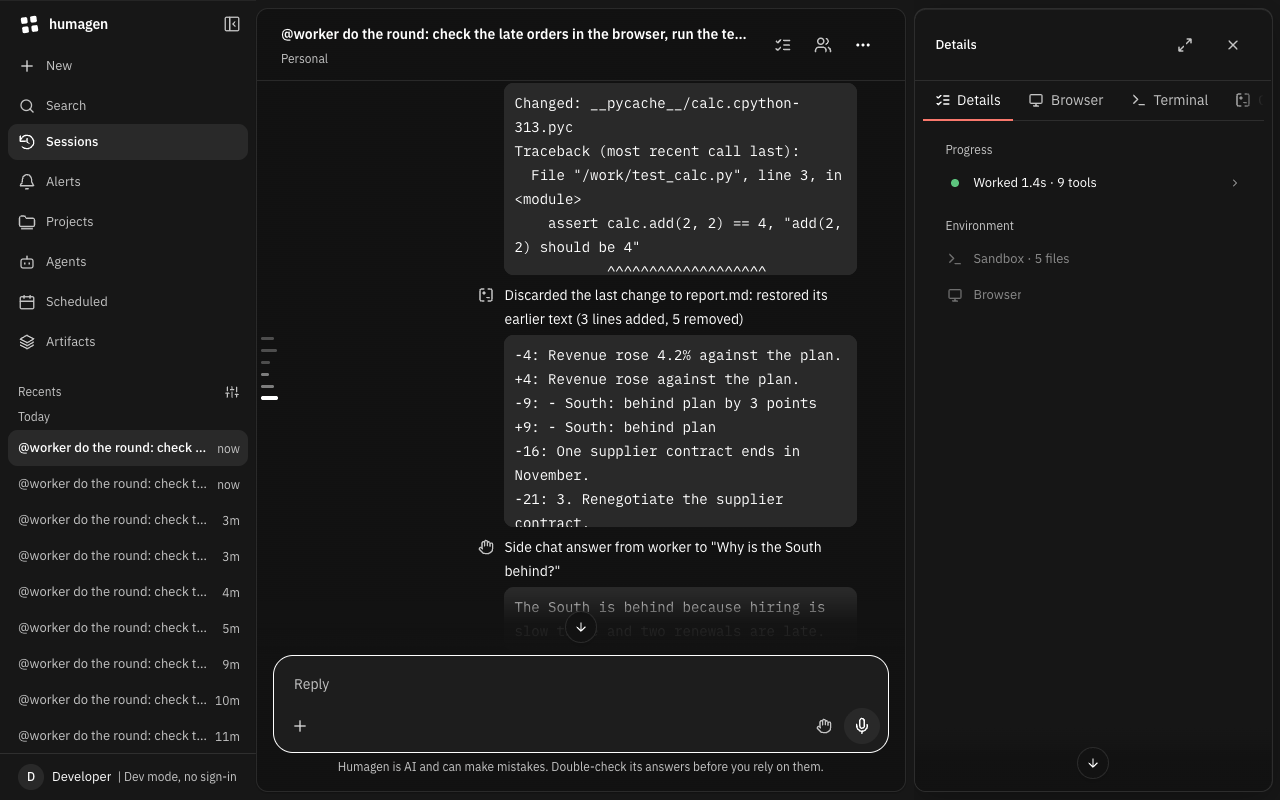 humagen
New
Search
Sessions
Alerts
Projects
Agents
Scheduled
Artifacts
Recents
Today
@worker do the round: check ... now
@worker do the round: check t... now
@worker do the round: check t... 3m
@worker do the round: check t... 3m
@worker do the round: check t... 4m
@worker do the round: check t... 5m
@worker do the round: check t... 9m
@worker do the round: check t... 10m
@worker do the round: check t... 11m
D Developer | Dev mode, no sign-in
@worker do the round: check the late orders in the browser, run the te...
Personal
Changed: __pycache__/calc.cpython-
313.pyc
Traceback (most recent call last):
File "/work/test_calc.py", line 3, in
<module>
assert calc.add(2, 2) == 4, "add(2,
2) should be 4"
^^^^^^^^^^^^^^^^^^^
Discarded the last change to report.md: restored its
earlier text (3 lines added, 5 removed)
-4: Revenue rose 4.2% against the plan.
+4: Revenue rose against the plan.
-9: - South: behind plan by 3 points
+9: - South: behind plan
-16: One supplier contract ends in
November.
-21: 3. Renegotiate the supplier
contract.
Side chat answer from worker to "Why is the South
behind?"
The South is behind because hiring is
slow and two renewals are late.
Reply
Humagen is AI and can make mistakes. Double-check its answers before you rely on them.
Details
Details
Browser
Terminal
Progress
Worked 1.4s · 9 tools
Environment
Sandbox · 5 files
Browser